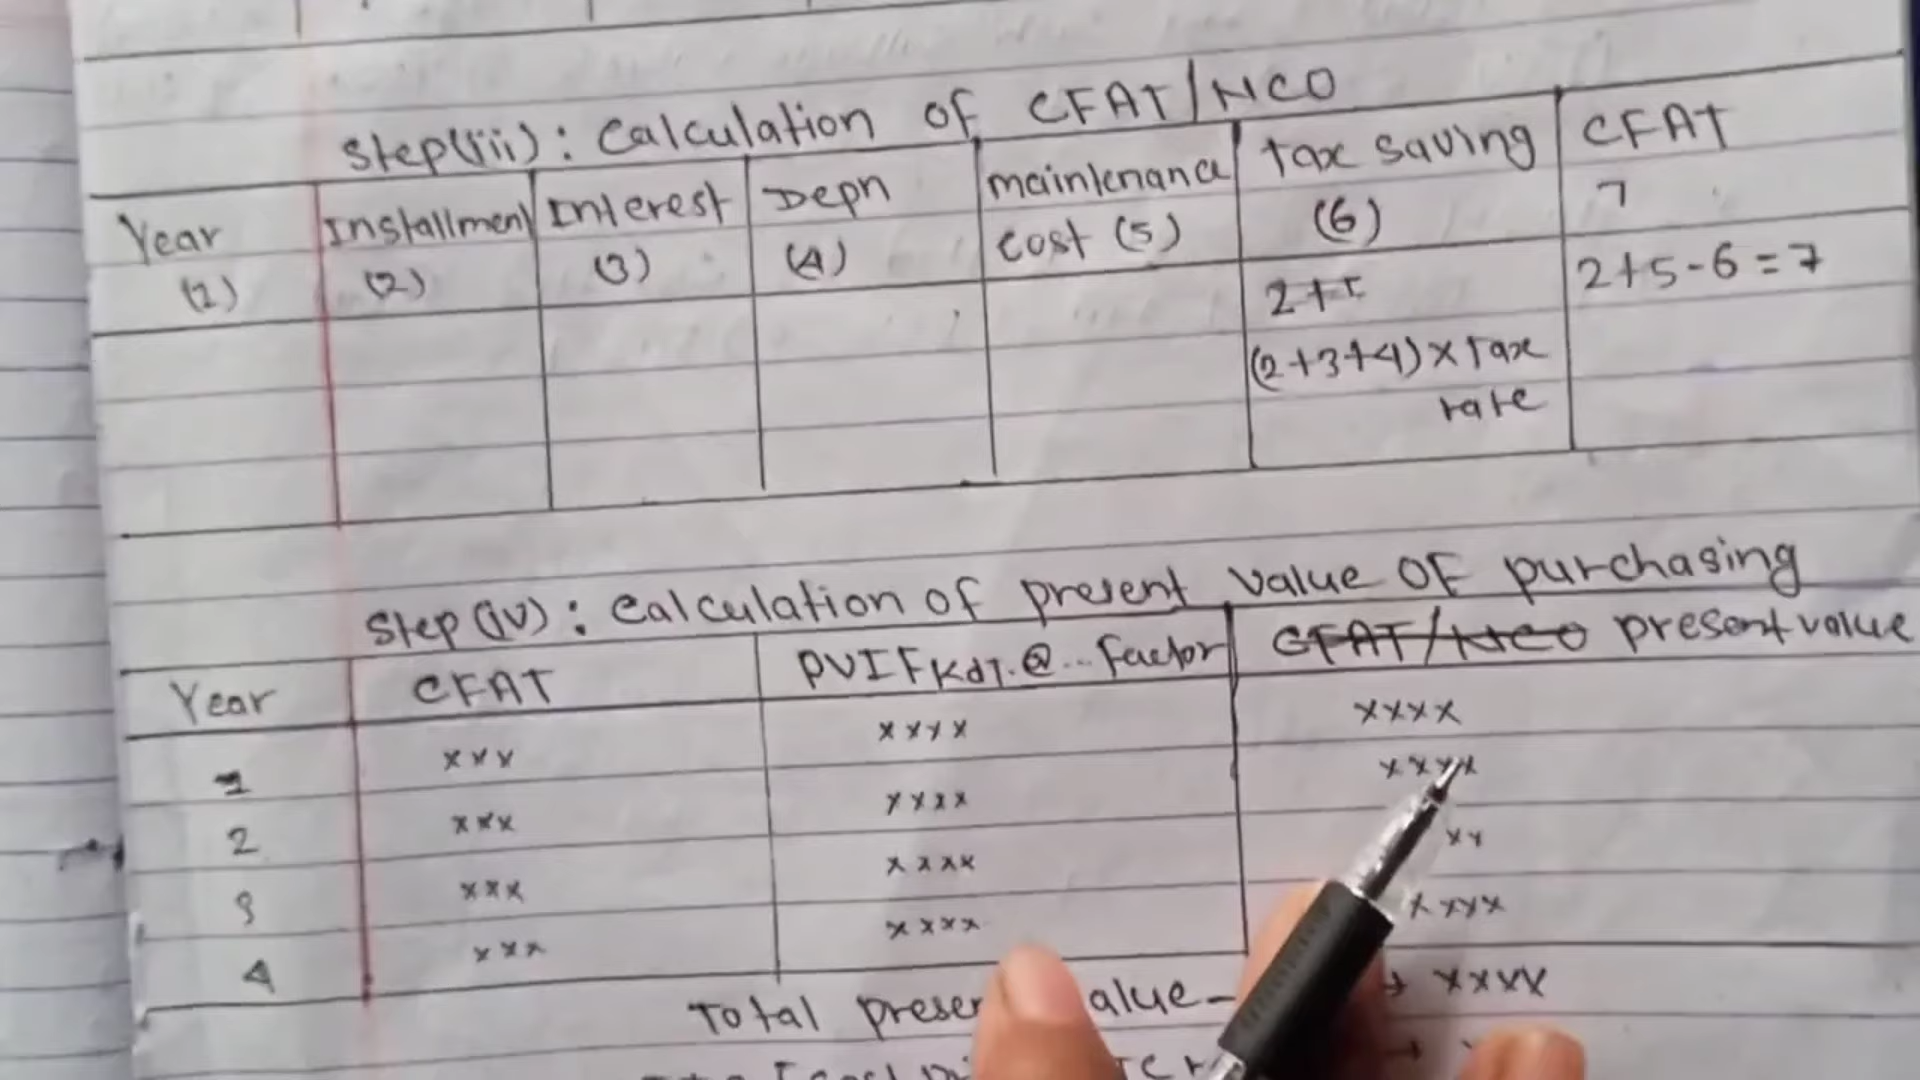 Step(iii): Calculation of CFAT/NCO
Year (1) Installment (2) Interest (3) Depn (4) maintenance cost (5) Tax saving (6) CFAT 7
2+5 2+5-6=7
(2+3+4)xTax
rate
Step(iv): Calculation of present value OF purchasing
Year CFAT PVIFKdT.@... factor CFAT/NCO present value
1 xxx xxxx xxxx
2 xxx xxxx xxxx
3 xxx xxxx xx
4 xxx xxxx xxxx
Total xxxx